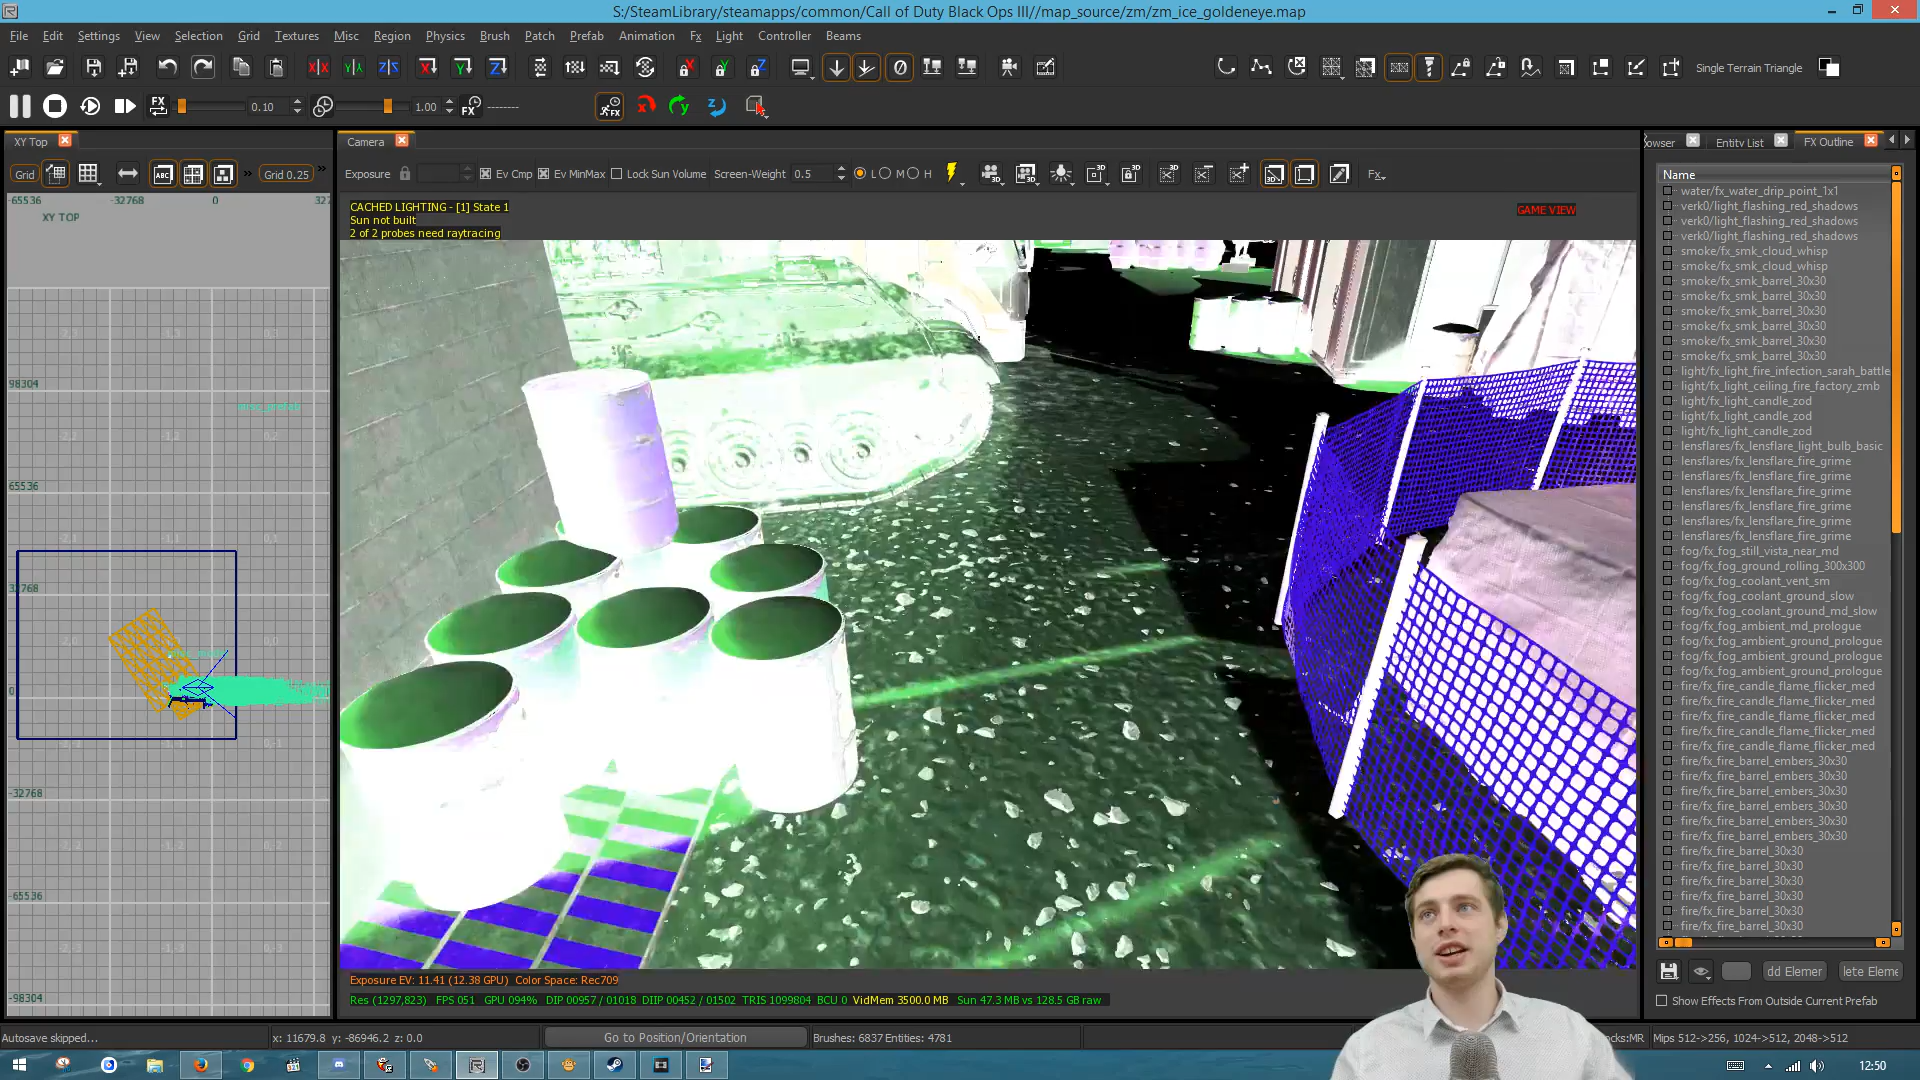 S:/SteamLibrary/steamapps/common/Call of Duty Black Ops III//map_source/zm/zm_ice_goldeneye.map
File Edit Settings View Selection Grid Textures Misc Region Physics Brush Patch Prefab Animation Fx Light Controller Beams
Single Terrain Triangle
FX 0.10 1.00 FX --------
XY Top
Camera
Entity List
FX Outline
Grid
ABC
Grid 0.25
Exposure
Ev Cmp
Ev MinMax
Lock Sun Volume
Screen-Weight 0.5
L M H
Fx
-65536 -32768 0
XY TOP
CACHED LIGHTING - [1] State 1
Sun not built
2 of 2 probes need raytracing
GAME VIEW
98304
65536
32768
0
-32768
-65536
-98304
Name
water/fx_water_drip_point_1x1
verk0/light_flashing_red_shadows
verk0/light_flashing_red_shadows
verk0/light_flashing_red_shadows
smoke/fx_smk_cloud_whisp
smoke/fx_smk_cloud_whisp
smoke/fx_smk_barrel_30x30
smoke/fx_smk_barrel_30x30
smoke/fx_smk_barrel_30x30
smoke/fx_smk_barrel_30x30
smoke/fx_smk_barrel_30x30
smoke/fx_smk_barrel_30x30
light/fx_light_fire_infection_sarah_battle
light/fx_light_ceiling_fire_factory_zmb
light/fx_light_candle_zod
light/fx_light_candle_zod
light/fx_light_candle_zod
lensflares/fx_lensflare_light_bulb_basic
lensflares/fx_lensflare_fire_grime
lensflares/fx_lensflare_fire_grime
lensflares/fx_lensflare_fire_grime
lensflares/fx_lensflare_fire_grime
lensflares/fx_lensflare_fire_grime
lensflares/fx_lensflare_fire_grime
fog/fx_fog_still_vista_near_md
fog/fx_fog_ground_rolling_300x300
fog/fx_fog_coolant_vent_sm
fog/fx_fog_coolant_ground_slow
fog/fx_fog_coolant_ground_md_slow
fog/fx_fog_ambient_md_prologue
fog/fx_fog_ambient_ground_prologue
fog/fx_fog_ambient_ground_prologue
fog/fx_fog_ambient_ground_prologue
fire/fx_fire_candle_flame_flicker_med
fire/fx_fire_candle_flame_flicker_med
fire/fx_fire_candle_flame_flicker_med
fire/fx_fire_candle_flame_flicker_med
fire/fx_fire_candle_flame_flicker_med
fire/fx_fire_barrel_embers_30x30
fire/fx_fire_barrel_embers_30x30
fire/fx_fire_barrel_embers_30x30
fire/fx_fire_barrel_embers_30x30
fire/fx_fire_barrel_embers_30x30
fire/fx_fire_barrel_embers_30x30
fire/fx_fire_barrel_30x30
fire/fx_fire_barrel_30x30
fire/fx_fire_barrel_30x30
fire/fx_fire_barrel_30x30
fire/fx_fire_barrel_30x30
fire/fx_fire_barrel_30x30
dd Elemer
lete Eleme
Show Effects From Outside Current Prefab
Exposure EV: 11.41 (12.38 GPU) Color Space: Rec709
Res (1297,823) FPS 051 GPU 094% DIP 00957 / 01018 DIIP 00452 / 01502 TRIS 1099804 BCU 0 VidMem 3500.0 MB Sun 47.3 MB vs 128.5 GB raw
Autosave skipped...
x: 11679.8 y: -86946.2 z: 0.0
Go to Position/Orientation
Brushes: 6837 Entities: 4781
ocks:MR
Mips 512->256, 1024->512, 2048->512
12:50